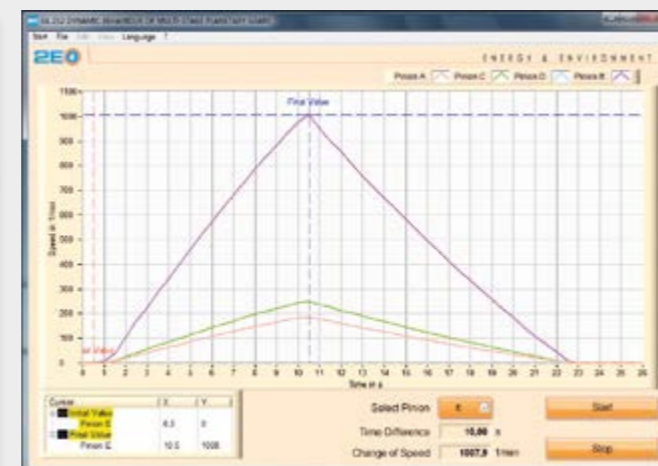 GL 212 DYNAMIC BEHAVIOUR OF MULTI-STAGE PLANETARY GEARS
Start File Edit View Language ?
2E
ENERGY & ENVIRONMENT
Pinion A Pinion C Pinion D Pinion E
Final Value
1100
1000
900
800
700
600
500
400
300
200
100
0
Speed in 1/min
Value
0 1 2 3 4 5 6 7 8 9 10 11 12 13 14 15 16 17 18 19 20 21 22 23 24 25 26
Time in s
Cursor X Y
Initial Value
Pinion E 0
Final Value
Pinion E 10.5 1008
Select Pinion E
Start
Time Difference 10,00 s
Change of Speed 1007,9 1/min
Stop